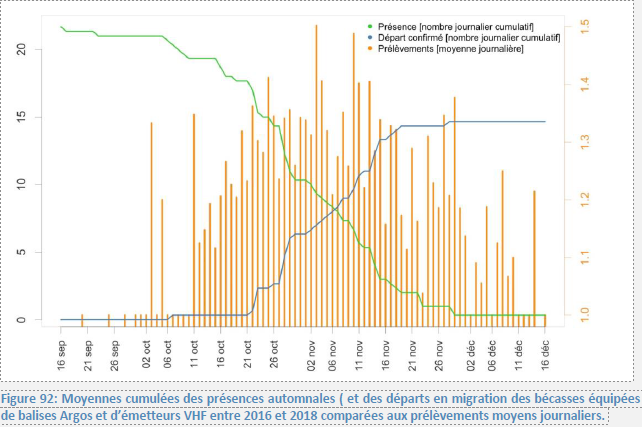 Présence [nombre journalier cumulatif]
Départ confirmé [nombre journalier cumulatif]
Prélèvements [moyenne journalière]
20
15
10
5
0
1.5
1.4
1.3
1.2
1.1
1.0
16 sep
21 sep
26 sep
02 oct
06 oct
11 oct
16 oct
21 oct
26 oct
02 nov
06 nov
11 nov
16 nov
21 nov
26 nov
02 déc
06 déc
11 déc
16 déc
Figure 92: Moyennes cumulées des présences automnales ( et des départs en migration des bécasses équipées
de balises Argos et d’émetteurs VHF entre 2016 et 2018 comparées aux prélèvements moyens journaliers.